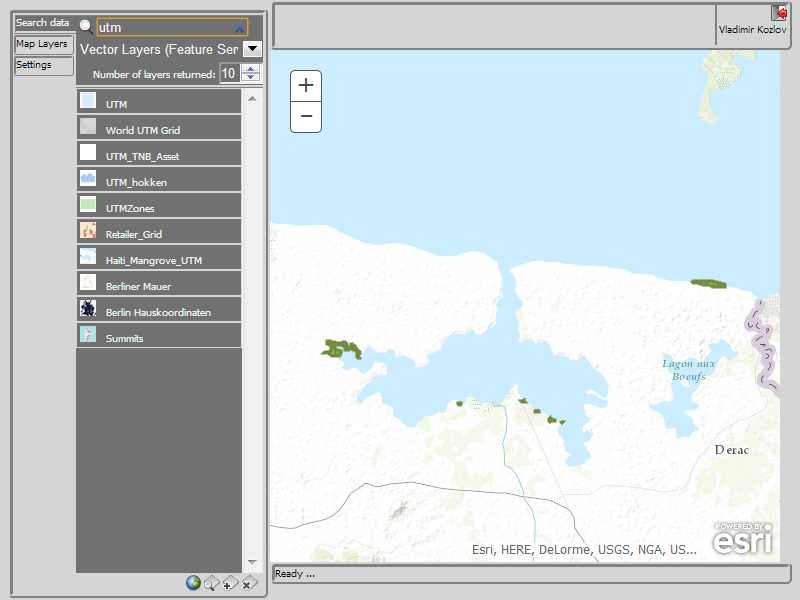 Search data
utm
Map Layers
Settings
Vector Layers (Feature Ser
Number of layers returned: 10
UTM
World UTM Grid
UTM_TNB_Asset
UTM_hokken
UTMZones
Retailer_Grid
Haiti_Mangrove_UTM
Berliner Mauer
Berlin Hauskoordinaten
Summits
Vladimir Kozlov
+
−
Lagon aux
Boeufs
Derac
Esri, HERE, DeLorme, USGS, NGA, US...
POWERED BY
esri
Ready ...